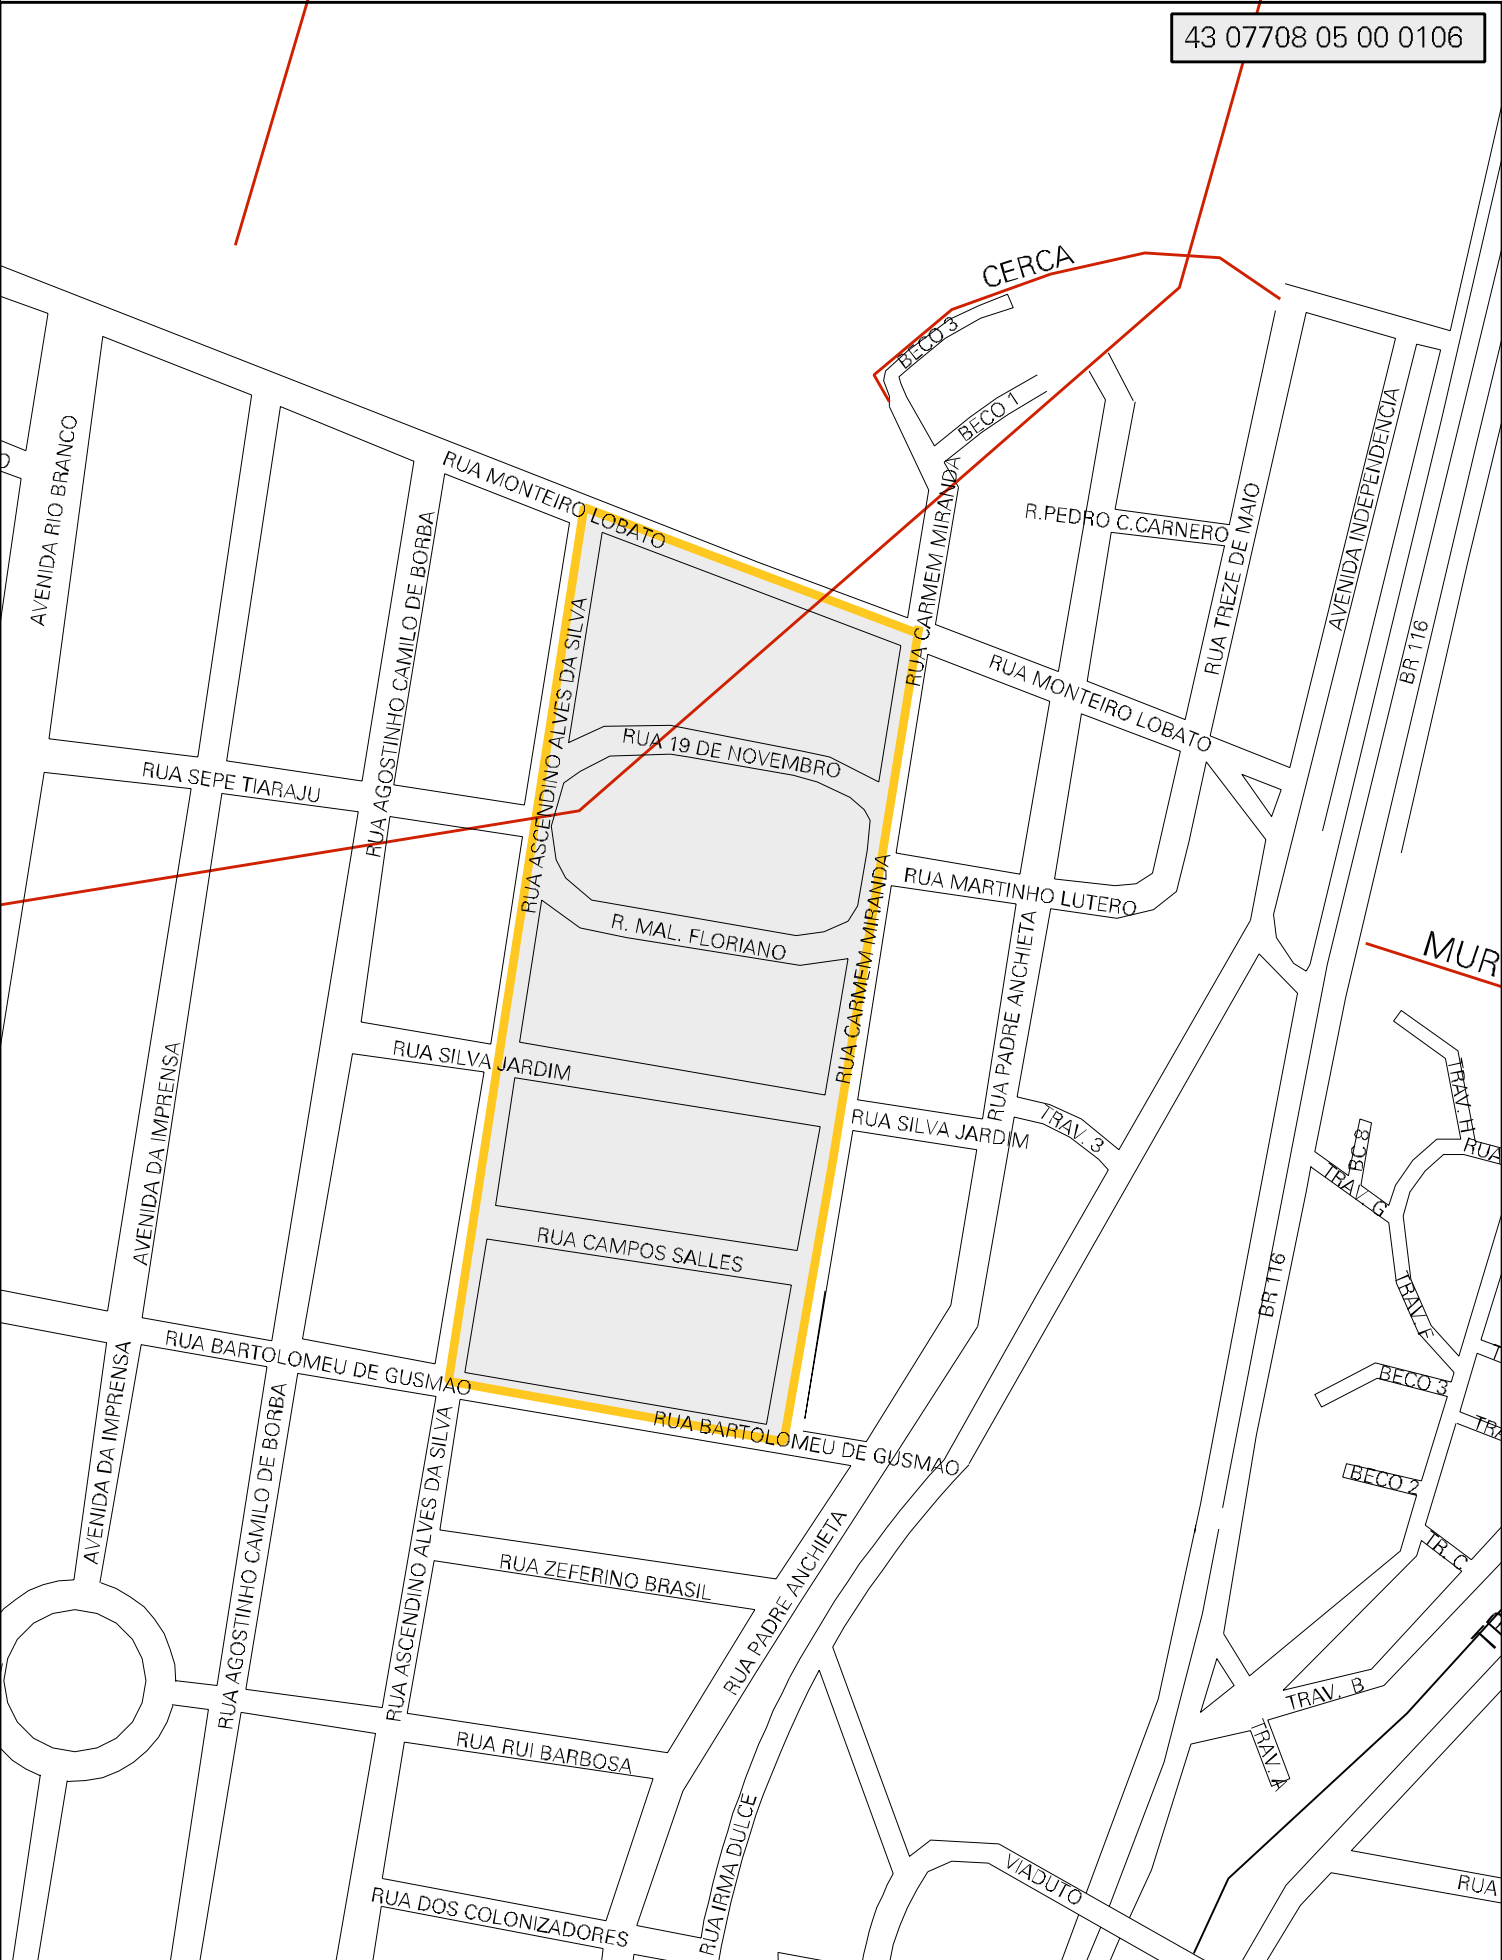 43 07708 05 00 0106
CERCA
BECO 3
BECO 1
AVENIDA RIO BRANCO
RUA MONTEIRO LOBATO
RUA AGOSTINHO CAMILO DE BORBA
RUA CARMEM MIRANDA
R.PEDRO C.CARNERO
RUA TREZE DE MAIO
AVENIDA INDEPENDENCIA
BR 116
RUA ASCENDINO ALVES DA SILVA
RUA MONTEIRO LOBATO
RUA 19 DE NOVEMBRO
RUA SEPE TIARAJU
RUA MARTINHO LUTERO
R. MAL. FLORIANO
RUA CARMEM MIRANDA
RUA PADRE ANCHIETA
MUR
RUA SILVA JARDIM
AVENIDA DA IMPRENSA
RUA SILVA JARDIM
TRAV. 3
TRAV. H
BC 8
RUA
TRAV. G
RUA CAMPOS SALLES
BR 116
TRAV. F
RUA BARTOLOMEU DE GUSMAO
BECO 3
AVENIDA DA IMPRENSA
RUA AGOSTINHO CAMILO DE BORBA
RUA ASCENDINO ALVES DA SILVA
RUA BARTOLOMEU DE GUSMAO
TRA
BECO 2
TR. C
RUA ZEFERINO BRASIL
RUA PADRE ANCHIETA
TRAV. B
TRAV. A
RUA RUI BARBOSA
RUA IRMA DULCE
VIADUTO
RUA
RUA DOS COLONIZADORES